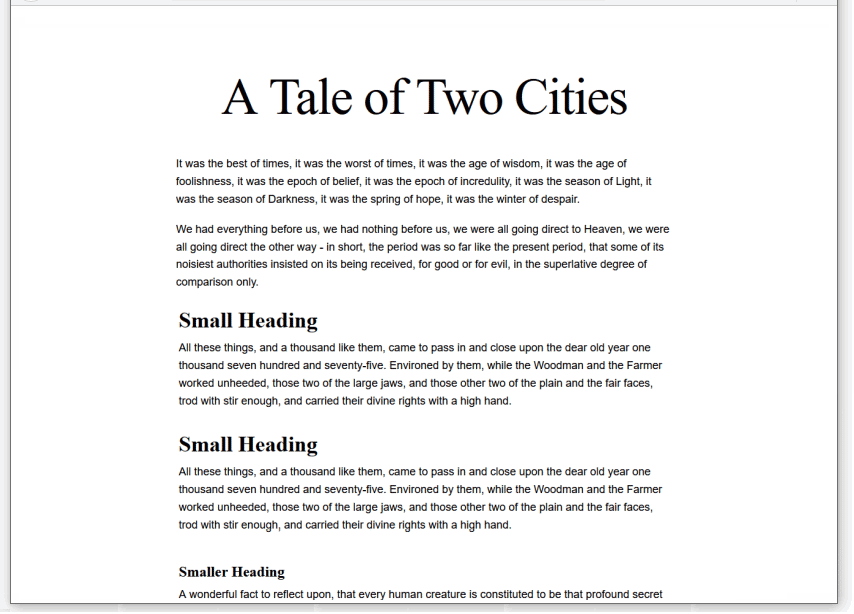 A Tale of Two Cities
It was the best of times, it was the worst of times, it was the age of wisdom, it was the age of
foolishness, it was the epoch of belief, it was the epoch of incredulity, it was the season of Light, it
was the season of Darkness, it was the spring of hope, it was the winter of despair.
We had everything before us, we had nothing before us, we were all going direct to Heaven, we were
all going direct the other way - in short, the period was so far like the present period, that some of its
noisiest authorities insisted on its being received, for good or for evil, in the superlative degree of
comparison only.
Small Heading
All these things, and a thousand like them, came to pass in and close upon the dear old year one
thousand seven hundred and seventy-five. Environed by them, while the Woodman and the Farmer
worked unheeded, those two of the large jaws, and those other two of the plain and the fair faces,
trod with stir enough, and carried their divine rights with a high hand.
Small Heading
All these things, and a thousand like them, came to pass in and close upon the dear old year one
thousand seven hundred and seventy-five. Environed by them, while the Woodman and the Farmer
worked unheeded, those two of the large jaws, and those other two of the plain and the fair faces,
trod with stir enough, and carried their divine rights with a high hand.
Smaller Heading
A wonderful fact to reflect upon, that every human creature is constituted to be that profound secret